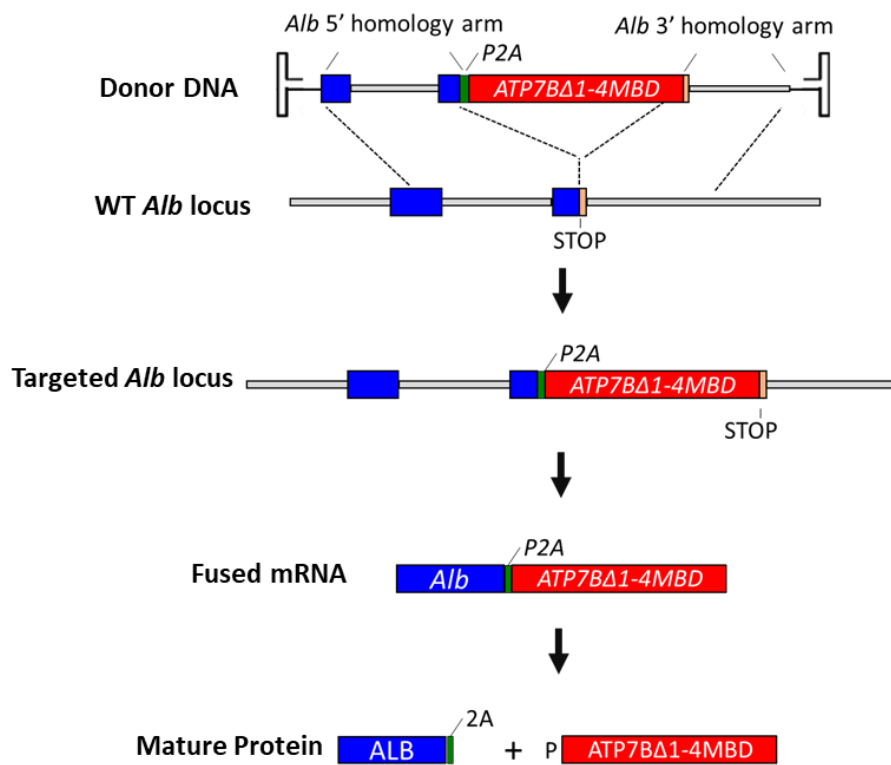 Alb 5’ homology arm
Alb 3’ homology arm
P2A
Donor DNA
ATP7BΔ1-4MBD
WT Alb locus
STOP
P2A
Targeted Alb locus
ATP7BΔ1-4MBD
STOP
P2A
Fused mRNA
Alb
ATP7BΔ1-4MBD
2A
Mature Protein
ALB
+
P
ATP7BΔ1-4MBD